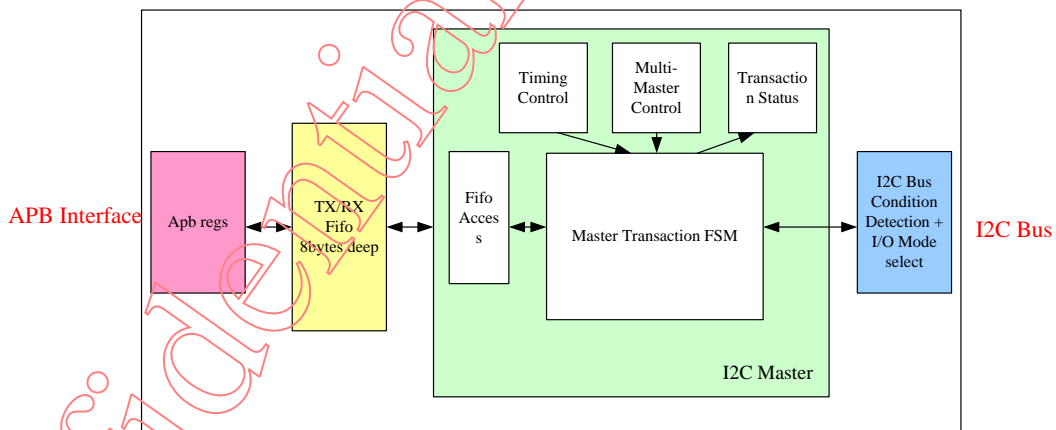 Timing
Control
Multi-
Master
Control
Transactio
n Status
APB Interface
Apb regs
TX/RX
Fifo
8bytes deep
Fifo
Acces
s
Master Transaction FSM
I2C Bus
Condition
Detection +
I/O Mode
select
I2C Bus
I2C Master
fidential